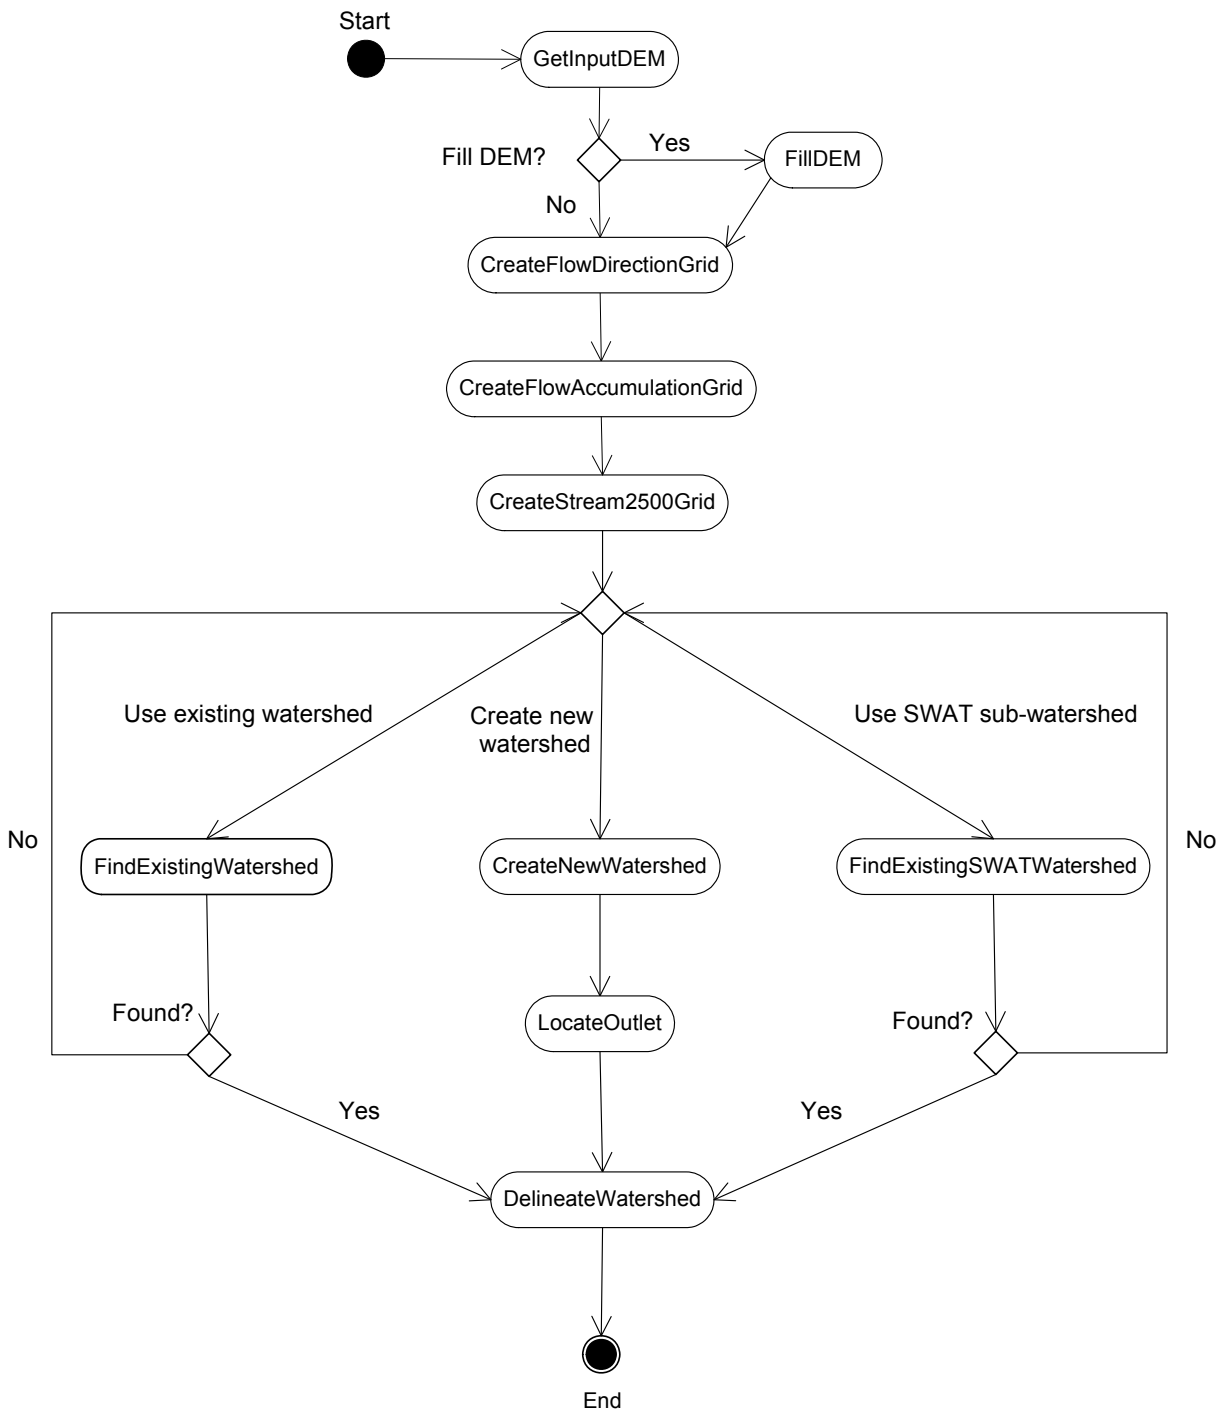 Start
GetInputDEM
Fill DEM?
Yes
FillDEM
No
CreateFlowDirectionGrid
CreateFlowAccumulationGrid
CreateStream2500Grid
Use existing watershed
Create new
watershed
Use SWAT sub-watershed
No
No
FindExistingWatershed
CreateNewWatershed
FindExistingSWATWatershed
Found?
LocateOutlet
Found?
Yes
Yes
DelineateWatershed
End